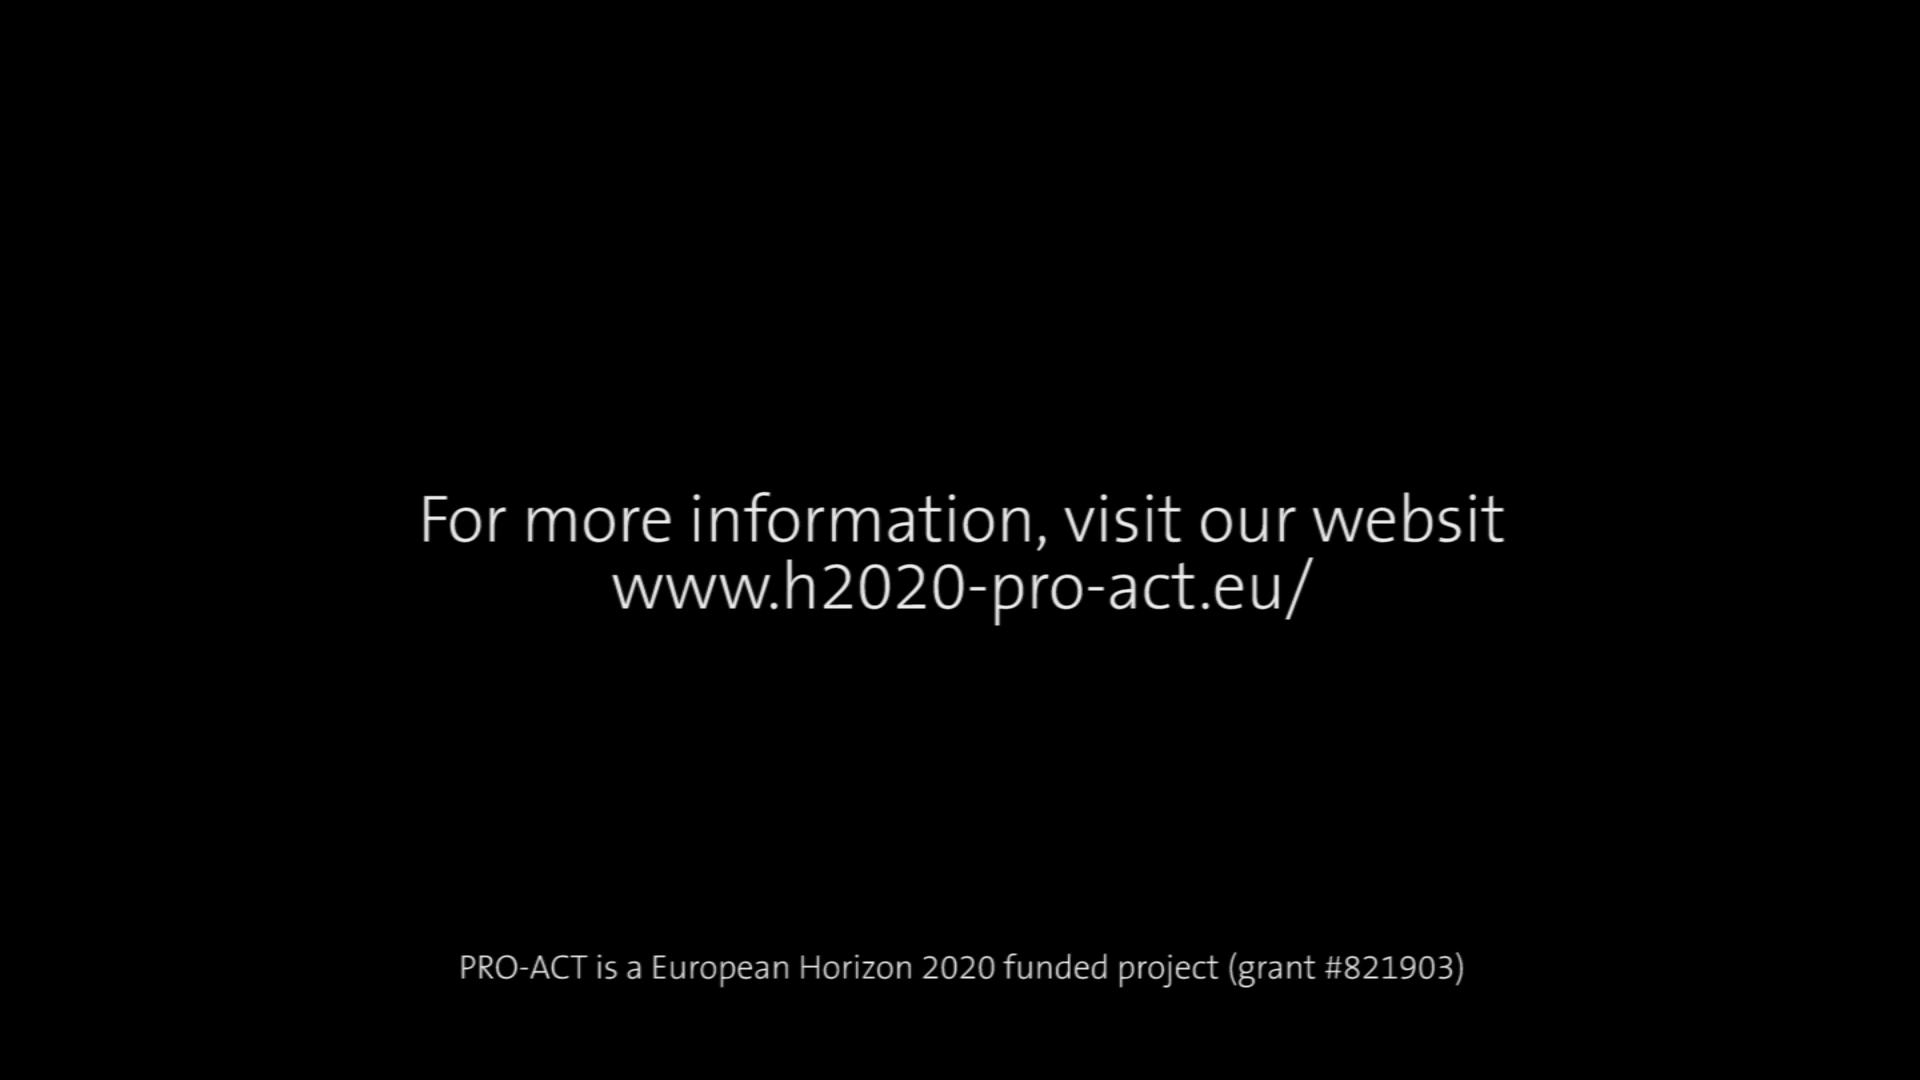 For more information, visit our websit
www.h2020-pro-act.eu/
PRO-ACT is a European Horizon 2020 funded project (grant #821903)